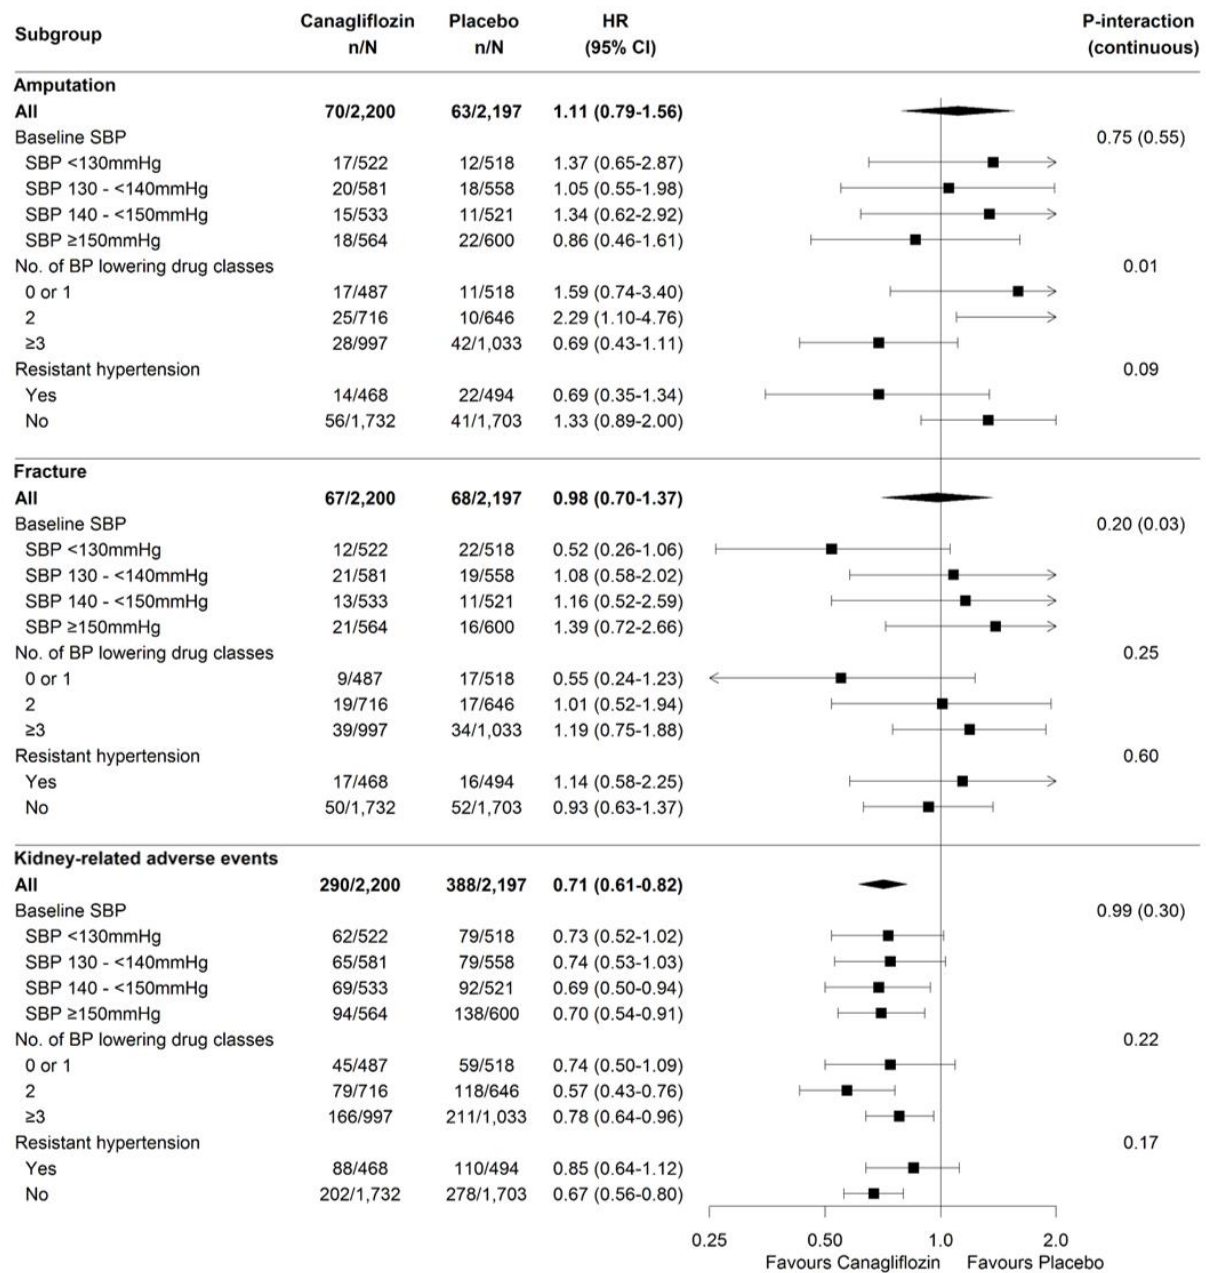 Subgroup Canagliflozin n/N Placebo n/N HR (95% CI) P-interaction (continuous)
Amputation
All 70/2,200 63/2,197 1.11 (0.79-1.56)
Baseline SBP 0.75 (0.55)
SBP <130mmHg 17/522 12/518 1.37 (0.65-2.87)
SBP 130 - <140mmHg 20/581 18/558 1.05 (0.55-1.98)
SBP 140 - <150mmHg 15/533 11/521 1.34 (0.62-2.92)
SBP ≥150mmHg 18/564 22/600 0.86 (0.46-1.61)
No. of BP lowering drug classes 0.01
0 or 1 17/487 11/518 1.59 (0.74-3.40)
2 25/716 10/646 2.29 (1.10-4.76)
≥3 28/997 42/1,033 0.69 (0.43-1.11)
Resistant hypertension 0.09
Yes 14/468 22/494 0.69 (0.35-1.34)
No 56/1,732 41/1,703 1.33 (0.89-2.00)
Fracture
All 67/2,200 68/2,197 0.98 (0.70-1.37)
Baseline SBP 0.20 (0.03)
SBP <130mmHg 12/522 22/518 0.52 (0.26-1.06)
SBP 130 - <140mmHg 21/581 19/558 1.08 (0.58-2.02)
SBP 140 - <150mmHg 13/533 11/521 1.16 (0.52-2.59)
SBP ≥150mmHg 21/564 16/600 1.39 (0.72-2.66)
No. of BP lowering drug classes 0.25
0 or 1 9/487 17/518 0.55 (0.24-1.23)
2 19/716 17/646 1.01 (0.52-1.94)
≥3 39/997 34/1,033 1.19 (0.75-1.88)
Resistant hypertension 0.60
Yes 17/468 16/494 1.14 (0.58-2.25)
No 50/1,732 52/1,703 0.93 (0.63-1.37)
Kidney-related adverse events
All 290/2,200 388/2,197 0.71 (0.61-0.82)
Baseline SBP 0.99 (0.30)
SBP <130mmHg 62/522 79/518 0.73 (0.52-1.02)
SBP 130 - <140mmHg 65/581 79/558 0.74 (0.53-1.03)
SBP 140 - <150mmHg 69/533 92/521 0.69 (0.50-0.94)
SBP ≥150mmHg 94/564 138/600 0.70 (0.54-0.91)
No. of BP lowering drug classes 0.22
0 or 1 45/487 59/518 0.74 (0.50-1.09)
2 79/716 118/646 0.57 (0.43-0.76)
≥3 166/997 211/1,033 0.78 (0.64-0.96)
Resistant hypertension 0.17
Yes 88/468 110/494 0.85 (0.64-1.12)
No 202/1,732 278/1,703 0.67 (0.56-0.80)
0.25 0.50 1.0 2.0
Favours Canagliflozin Favours Placebo